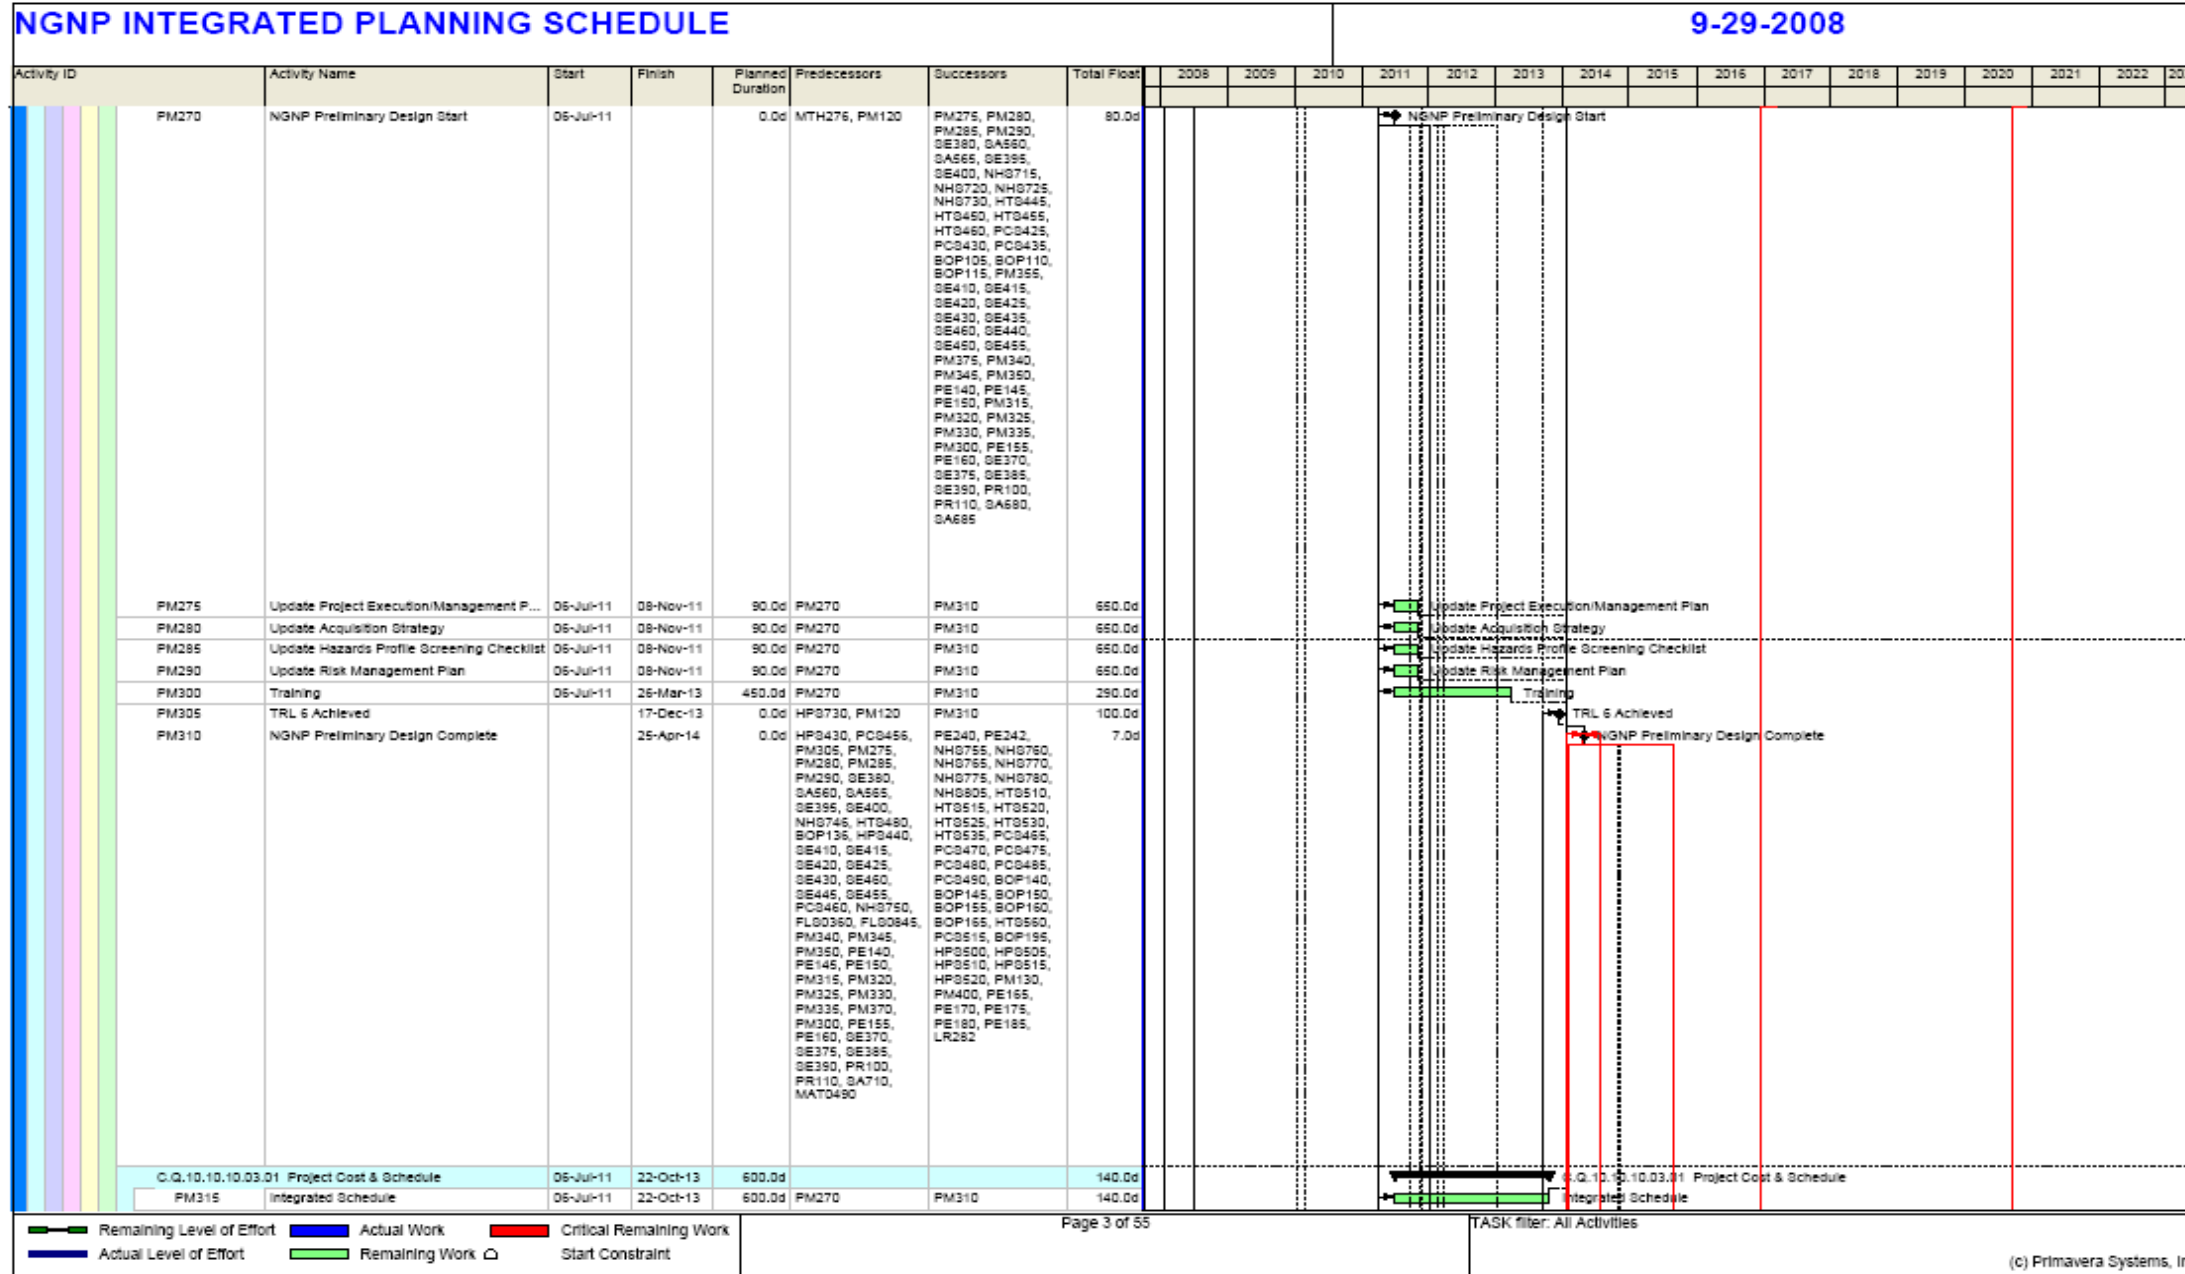 NGNP INTEGRATED PLANNING SCHEDULE 9-29-2008
Activity ID Activity Name Start Finish Planned Duration Predecessors Successors Total Float 2008 2009 2010 2011 2012 2013 2014 2015 2016 2017 2018 2019 2020 2021 2022 20
PM270 NGNP Preliminary Design Start 06-Jul-11 0.0d MTH276, PM120 PM275, PM280, 80.0d NGNP Preliminary Design Start
PM285, PM290,
SE380, SA560,
SA565, SE395,
SE400, NHS715,
NHS720, NHS725,
NHS730, HTS445,
HTS450, HTS455,
HTS460, PCS425,
PCS430, PCS435,
BOP105, BOP110,
BOP115, PM355,
SE410, SE415,
SE420, SE425,
SE430, SE435,
SE460, SE440,
SE450, SE455,
PM375, PM340,
PM345, PM350,
PE140, PE145,
PE150, PM315,
PM320, PM325,
PM330, PM335,
PM300, PE155,
PE160, SE370,
SE375, SE385,
SE390, PR100,
PR110, SA680,
SA685
PM275 Update Project Execution/Management P... 06-Jul-11 08-Nov-11 90.0d PM270 PM310 650.0d Update Project Execution/Management Plan
PM280 Update Acquisition Strategy 06-Jul-11 08-Nov-11 90.0d PM270 PM310 650.0d Update Acquisition Strategy
PM285 Update Hazards Profile Screening Checklist 06-Jul-11 08-Nov-11 90.0d PM270 PM310 650.0d Update Hazards Profile Screening Checklist
PM290 Update Risk Management Plan 06-Jul-11 08-Nov-11 90.0d PM270 PM310 650.0d Update Risk Management Plan
PM300 Training 06-Jul-11 26-Mar-13 450.0d PM270 PM310 290.0d Training
PM305 TRL 6 Achieved 17-Dec-13 0.0d HPS730, PM120 PM310 100.0d TRL 6 Achieved
PM310 NGNP Preliminary Design Complete 25-Apr-14 0.0d HPS430, PCS456, PE240, PE242, 7.0d NGNP Preliminary Design Complete
PM305, PM275, NHS755, NHS760,
PM280, PM285, NHS765, NHS770,
PM290, SE380, NHS775, NHS780,
SA560, SA565, NHS805, HTS510,
SE395, SE400, HTS515, HTS520,
NHS746, HTS480, HTS525, HTS530,
BOP136, HPS440, HTS535, PCS465,
SE410, SE415, PCS470, PCS475,
SE420, SE425, PCS480, PCS485,
SE430, SE460, PCS490, BOP140,
SE445, SE455, BOP145, BOP150,
PCS460, NHS750, BOP155, BOP160,
FLS0360, FLS0845, BOP165, HTS560,
PM340, PM345, PCS515, BOP195,
PM350, PE140, HPS500, HPS505,
PE145, PE150, HPS510, HPS515,
PM315, PM320, HPS520, PM130,
PM325, PM330, PM400, PE165,
PM335, PM370, PE170, PE175,
PM300, PE155, PE180, PE185,
PE160, SE370, LR282
SE375, SE385,
SE390, PR100,
PR110, SA710,
MAT0490
C.Q.10.10.10.03.01 Project Cost & Schedule 06-Jul-11 22-Oct-13 600.0d 140.0d C.Q.10.10.10.03.01 Project Cost & Schedule
PM315 Integrated Schedule 06-Jul-11 22-Oct-13 600.0d PM270 PM310 140.0d Integrated Schedule
Remaining Level of Effort Actual Work Critical Remaining Work Page 3 of 55 TASK filter: All Activities
Actual Level of Effort Remaining Work Start Constraint
(c) Primavera Systems, In